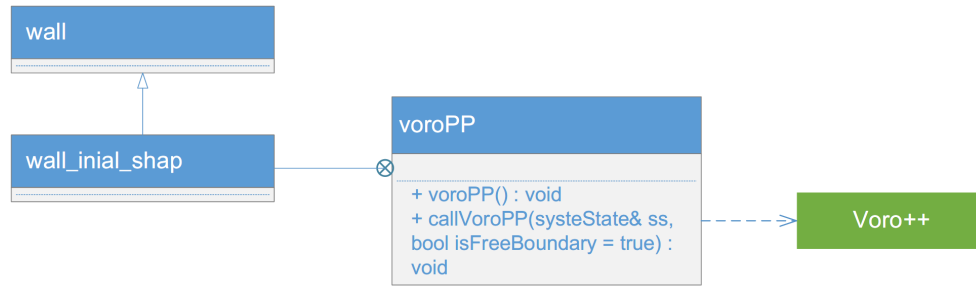 wall
wall_inial_shap
voroPP
+ voroPP() : void
+ callVoroPP(systeState& ss,
bool isFreeBoundary = true) :
void
Voro++